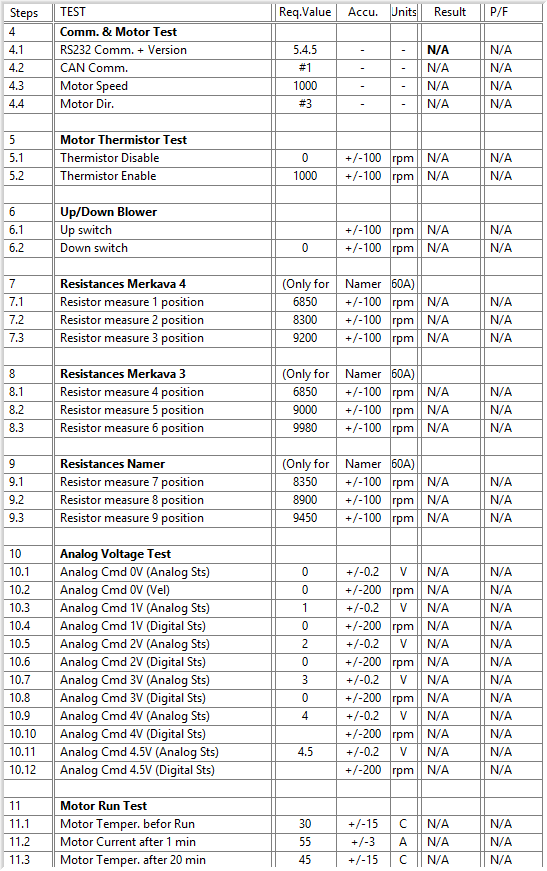 Steps TEST Req.Value Accu. Units Result P/F
4 Comm. & Motor Test
4.1 RS232 Comm. + Version 5.4.5 - - N/A N/A
4.2 CAN Comm. #1 - - N/A N/A
4.3 Motor Speed 1000 - - N/A N/A
4.4 Motor Dir. #3 - - N/A N/A
5 Motor Thermistor Test
5.1 Thermistor Disable 0 +/-100 rpm N/A N/A
5.2 Thermistor Enable 1000 +/-100 rpm N/A N/A
6 Up/Down Blower
6.1 Up switch +/-100 rpm N/A N/A
6.2 Down switch 0 +/-100 rpm N/A N/A
7 Resistances Merkava 4 (Only for Namer 60A)
7.1 Resistor measure 1 position 6850 +/-100 rpm N/A N/A
7.2 Resistor measure 2 position 8300 +/-100 rpm N/A N/A
7.3 Resistor measure 3 position 9200 +/-100 rpm N/A N/A
8 Resistances Merkava 3 (Only for Namer 60A)
8.1 Resistor measure 4 position 6850 +/-100 rpm N/A N/A
8.2 Resistor measure 5 position 9000 +/-100 rpm N/A N/A
8.3 Resistor measure 6 position 9980 +/-100 rpm N/A N/A
9 Resistances Namer (Only for Namer 60A)
9.1 Resistor measure 7 position 8350 +/-100 rpm N/A N/A
9.2 Resistor measure 8 position 8900 +/-100 rpm N/A N/A
9.3 Resistor measure 9 position 9450 +/-100 rpm N/A N/A
10 Analog Voltage Test
10.1 Analog Cmd 0V (Analog Sts) 0 +/-0.2 V N/A N/A
10.2 Analog Cmd 0V (Vel) 0 +/-200 rpm N/A N/A
10.3 Analog Cmd 1V (Analog Sts) 1 +/-0.2 V N/A N/A
10.4 Analog Cmd 1V (Digital Sts) 0 +/-200 rpm N/A N/A
10.5 Analog Cmd 2V (Analog Sts) 2 +/-0.2 V N/A N/A
10.6 Analog Cmd 2V (Digital Sts) 0 +/-200 rpm N/A N/A
10.7 Analog Cmd 3V (Analog Sts) 3 +/-0.2 V N/A N/A
10.8 Analog Cmd 3V (Digital Sts) 0 +/-200 rpm N/A N/A
10.9 Analog Cmd 4V (Analog Sts) 4 +/-0.2 V N/A N/A
10.10 Analog Cmd 4V (Digital Sts) +/-200 rpm N/A N/A
10.11 Analog Cmd 4.5V (Analog Sts) 4.5 +/-0.2 V N/A N/A
10.12 Analog Cmd 4.5V (Digital Sts) +/-200 rpm N/A N/A
11 Motor Run Test
11.1 Motor Temper. befor Run 30 +/-15 C N/A N/A
11.2 Motor Current after 1 min 55 +/-3 A N/A N/A
11.3 Motor Temper. after 20 min 45 +/-15 C N/A N/A